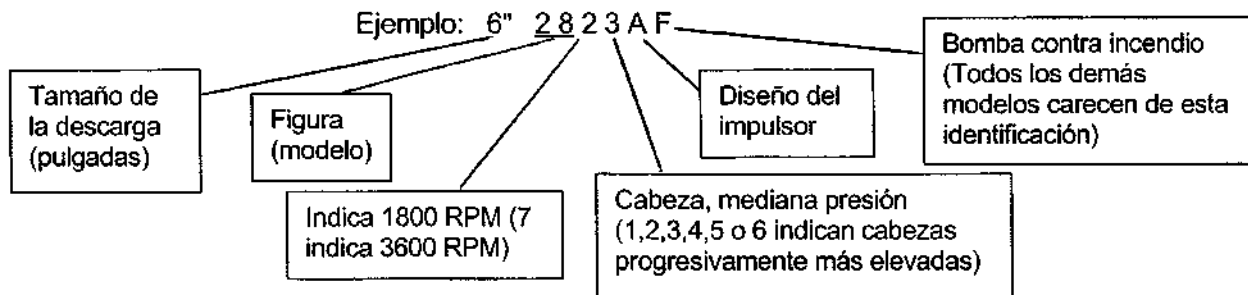 Ejemplo: 6" 2 8 2 3 A F
Tamaño de
la descarga
(pulgadas)
Figura
(modelo)
Indica 1800 RPM (7
indica 3600 RPM)
Cabeza, mediana presión
(1,2,3,4,5 o 6 indican cabezas
progresivamente más elevadas)
Diseño del
impulsor
Bomba contra incendio
(Todos los demás
modelos carecen de esta
identificación)